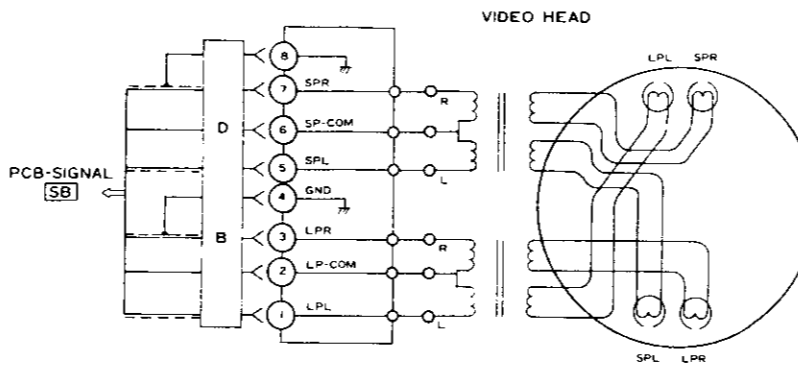 VIDEO HEAD
LPL SPR
8
7 SPR
R
D
6 SP-COM
5 SPL
L
PCB-SIGNAL
SB
4 GND
B
3 LPR
R
2 LP-COM
1 LPL
L
SPL LPR